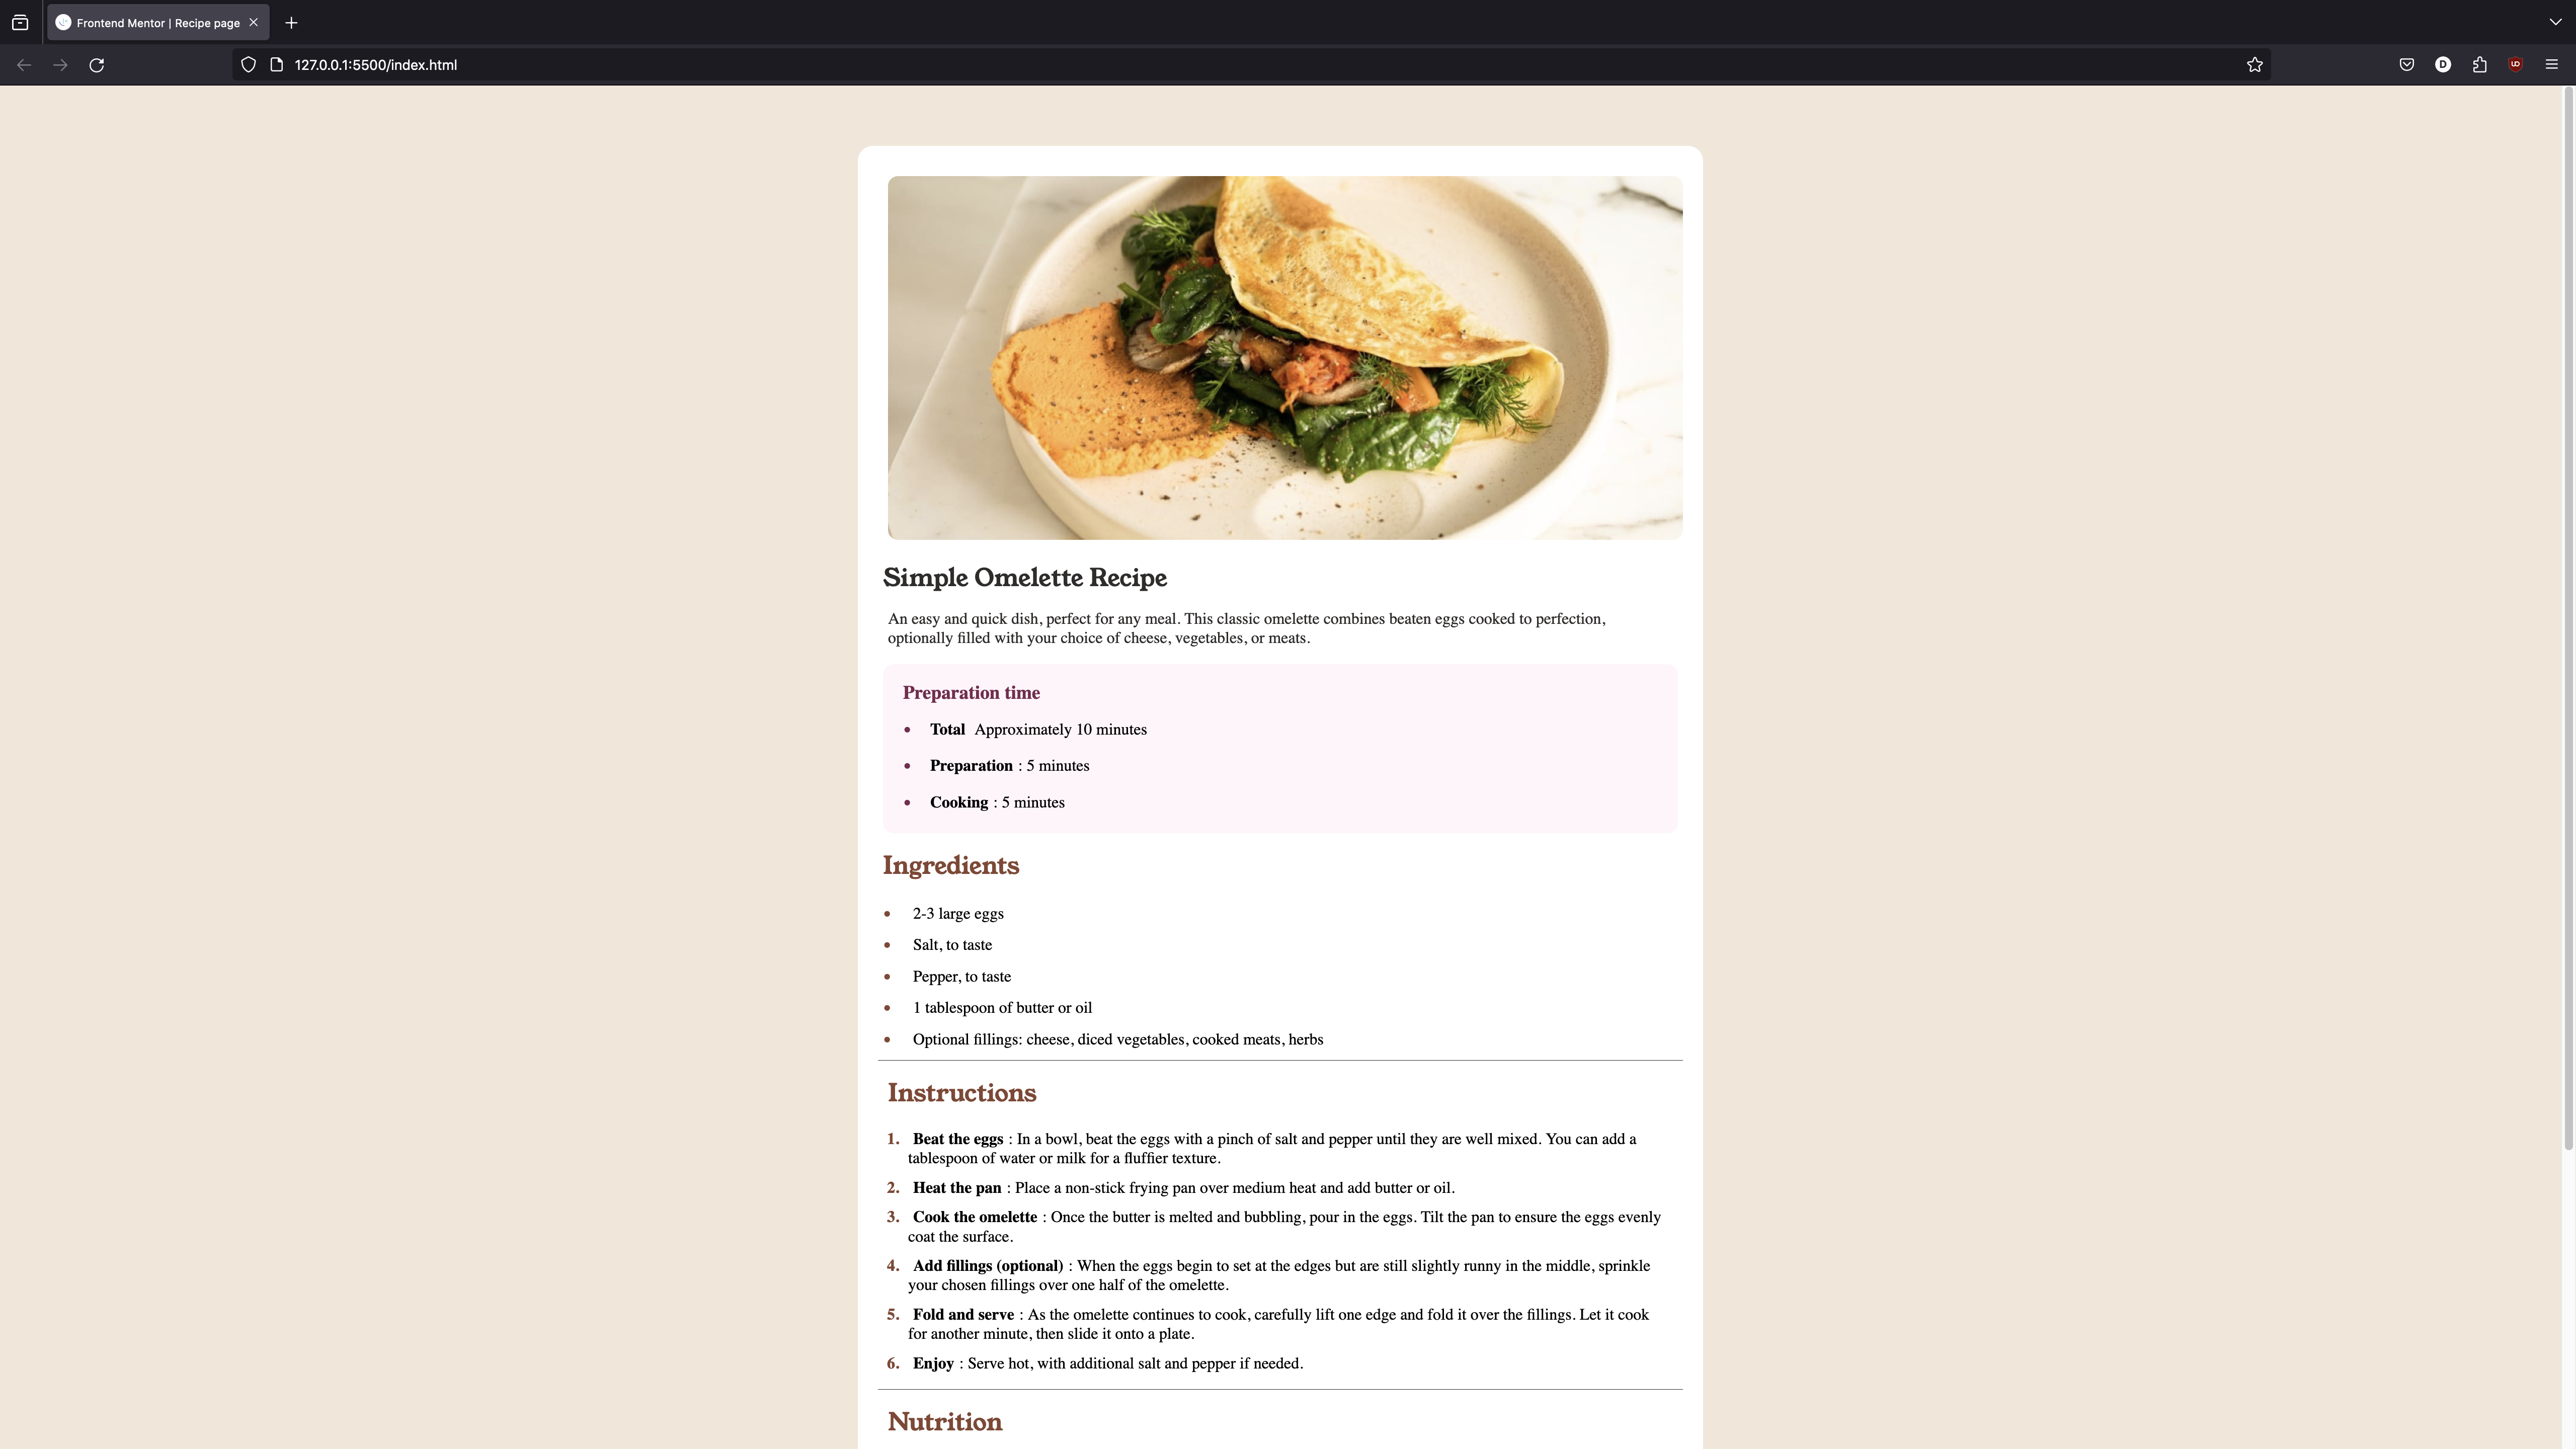 Frontend Mentor | Recipe page
127.0.0.1:5500/index.html
D
Simple Omelette Recipe
An easy and quick dish, perfect for any meal. This classic omelette combines beaten eggs cooked to perfection,
optionally filled with your choice of cheese, vegetables, or meats.
Preparation time
• Total Approximately 10 minutes
• Preparation : 5 minutes
• Cooking : 5 minutes
Ingredients
• 2-3 large eggs
• Salt, to taste
• Pepper, to taste
• 1 tablespoon of butter or oil
• Optional fillings: cheese, diced vegetables, cooked meats, herbs
Instructions
1. Beat the eggs : In a bowl, beat the eggs with a pinch of salt and pepper until they are well mixed. You can add a
tablespoon of water or milk for a fluffier texture.
2. Heat the pan : Place a non-stick frying pan over medium heat and add butter or oil.
3. Cook the omelette : Once the butter is melted and bubbling, pour in the eggs. Tilt the pan to ensure the eggs evenly
coat the surface.
4. Add fillings (optional) : When the eggs begin to set at the edges but are still slightly runny in the middle, sprinkle
your chosen fillings over one half of the omelette.
5. Fold and serve : As the omelette continues to cook, carefully lift one edge and fold it over the fillings. Let it cook
for another minute, then slide it onto a plate.
6. Enjoy : Serve hot, with additional salt and pepper if needed.
Nutrition